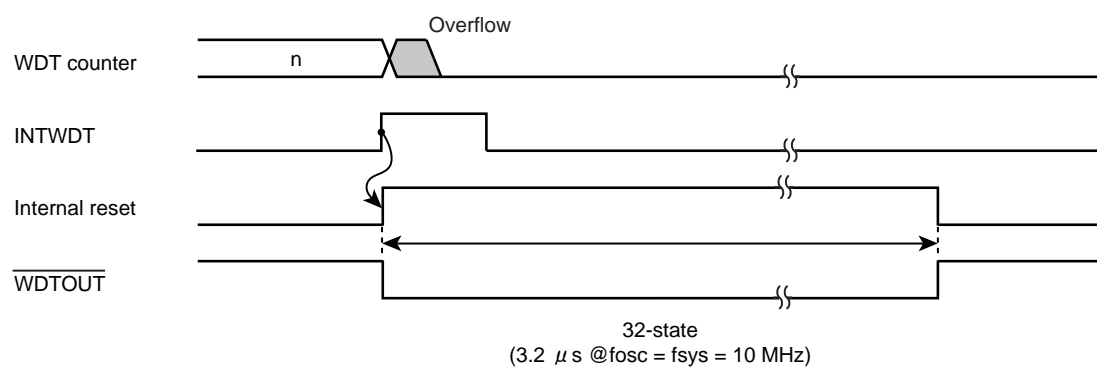 Overflow
WDT counter
n
INTWDT
Internal reset
WDTOUT
32-state
(3.2 μs @fosc = fsys = 10 MHz)